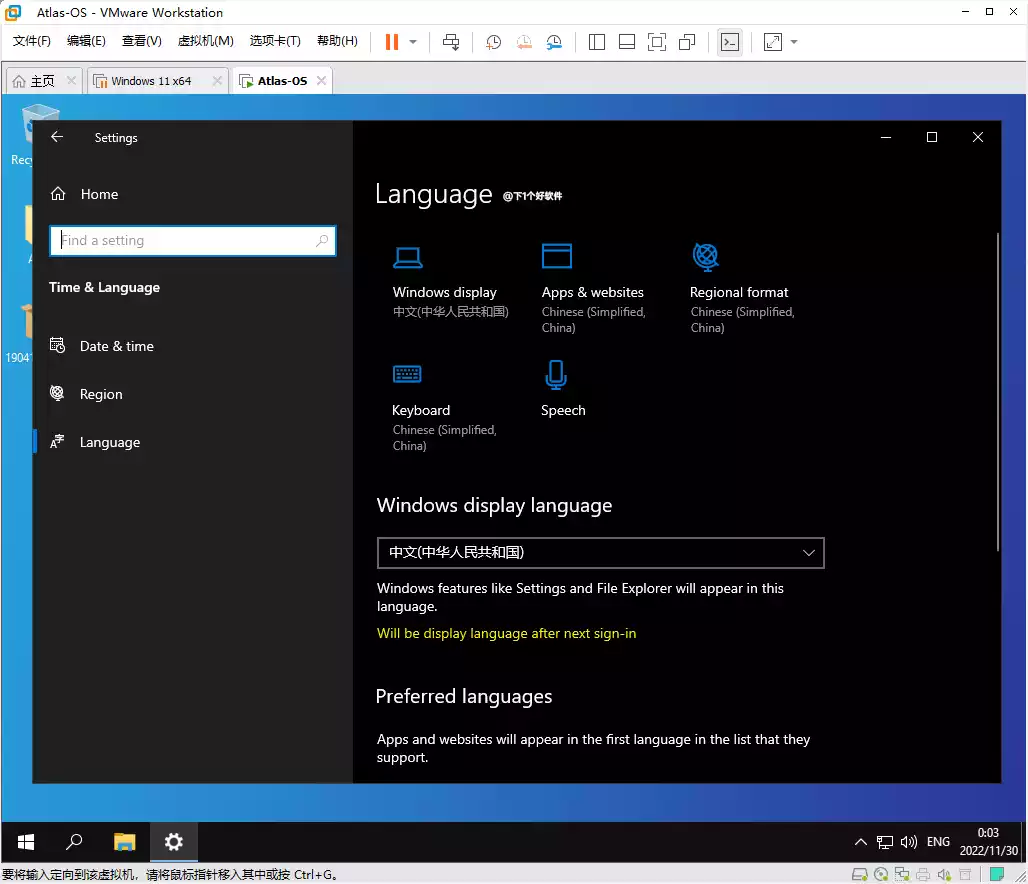 Atlas-OS - VMware Workstation
文件(F) 编辑(E) 查看(V) 虚拟机(M) 选项卡(T) 帮助(H)
主页 Windows 11 x64 Atlas-OS
Settings
Home
Find a setting
Time & Language
Date & time
Region
Language
Language @下1个好软件
Windows display
中文(中华人民共和国)
Apps & websites
Chinese (Simplified,
China)
Regional format
Chinese (Simplified,
China)
Keyboard
Chinese (Simplified,
China)
Speech
Windows display language
中文(中华人民共和国)
Windows features like Settings and File Explorer will appear in this
language.
Will be display language after next sign-in
Preferred languages
Apps and websites will appear in the first language in the list that they
support.
Recy
1904
ENG
0:03
2022/11/30
要将输入定向到该虚拟机，请将鼠标指针移入其中或按 Ctrl+G。